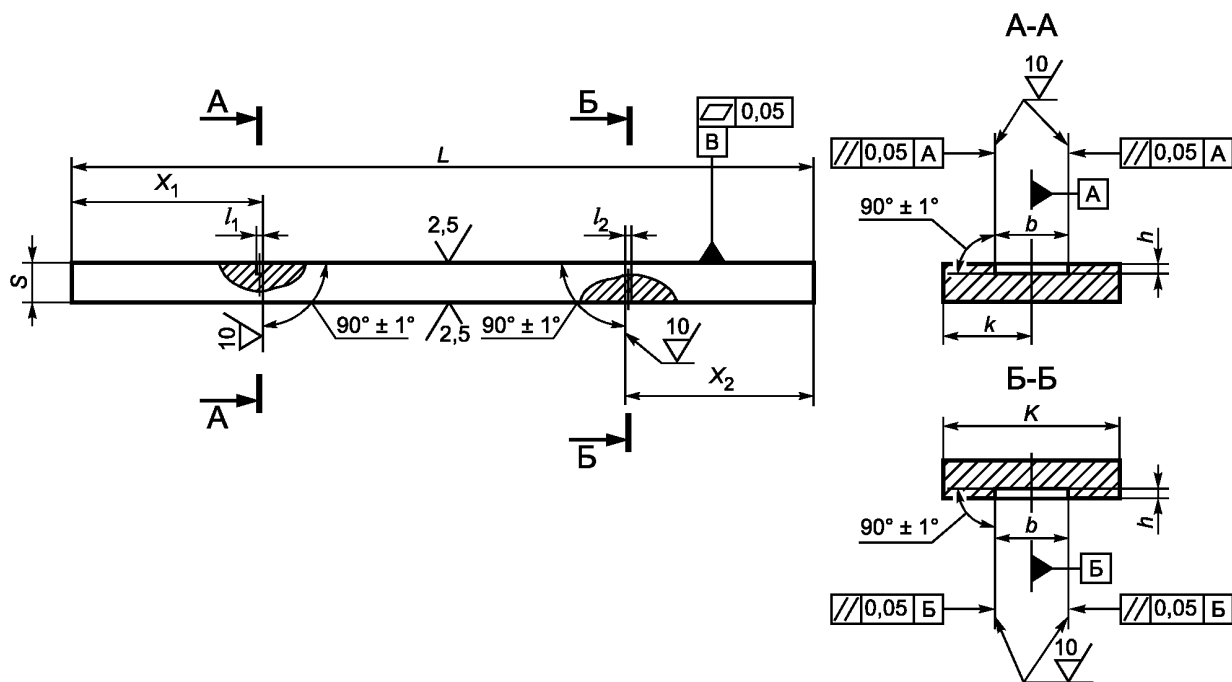 А-А
10
А
Б
0,05
В
L
// 0,05 А
// 0,05 А
X1
А
l1
2,5
l2
90° ± 1°
b
h
S
10
90° ± 1°
2,5
90° ± 1°
10
k
X2
Б-Б
А
Б
K
90° ± 1°
b
h
Б
// 0,05 Б
// 0,05 Б
10